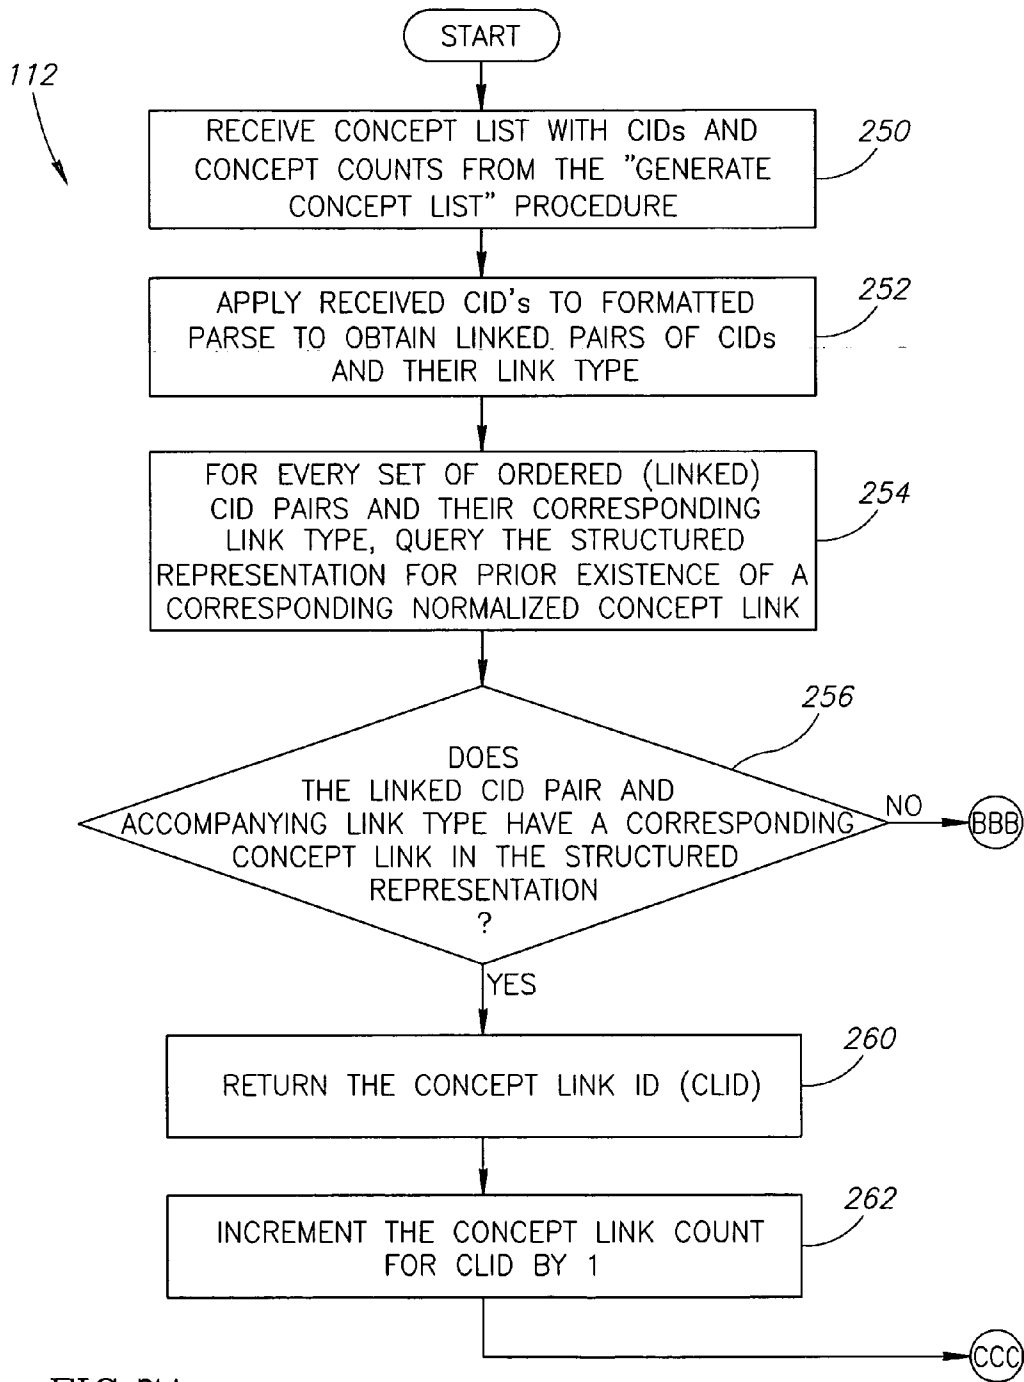 START
112
RECEIVE CONCEPT LIST WITH CIDs AND
CONCEPT COUNTS FROM THE "GENERATE
CONCEPT LIST" PROCEDURE
250
APPLY RECEIVED CID's TO FORMATTED
PARSE TO OBTAIN LINKED PAIRS OF CIDs
AND THEIR LINK TYPE
252
FOR EVERY SET OF ORDERED (LINKED)
CID PAIRS AND THEIR CORRESPONDING
LINK TYPE, QUERY THE STRUCTURED
REPRESENTATION FOR PRIOR EXISTENCE OF A
CORRESPONDING NORMALIZED CONCEPT LINK
254
DOES
THE LINKED CID PAIR AND
ACCOMPANYING LINK TYPE HAVE A CORRESPONDING
CONCEPT LINK IN THE STRUCTURED
REPRESENTATION
?
256
NO
BBB
YES
RETURN THE CONCEPT LINK ID (CLID)
260
INCREMENT THE CONCEPT LINK COUNT
FOR CLID BY 1
262
CCC